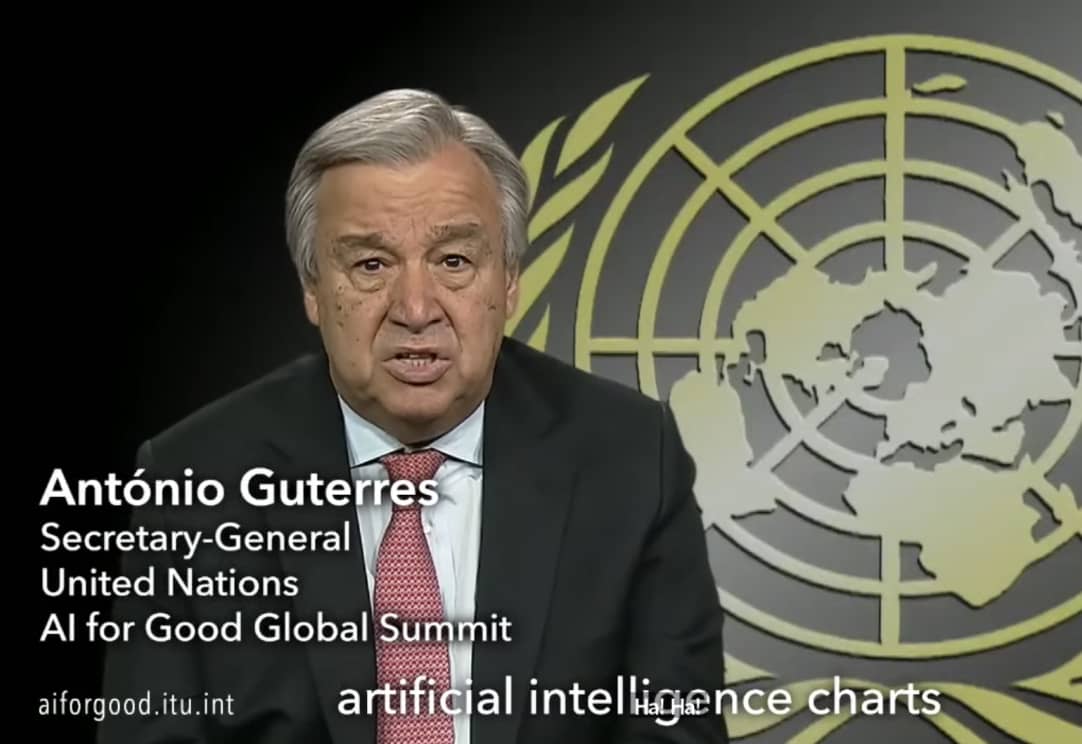 António Guterres
Secretary-General
United Nations
AI for Good Global Summit
aiforgood.itu.int
artificial intelligence charts
Ha! Ha!